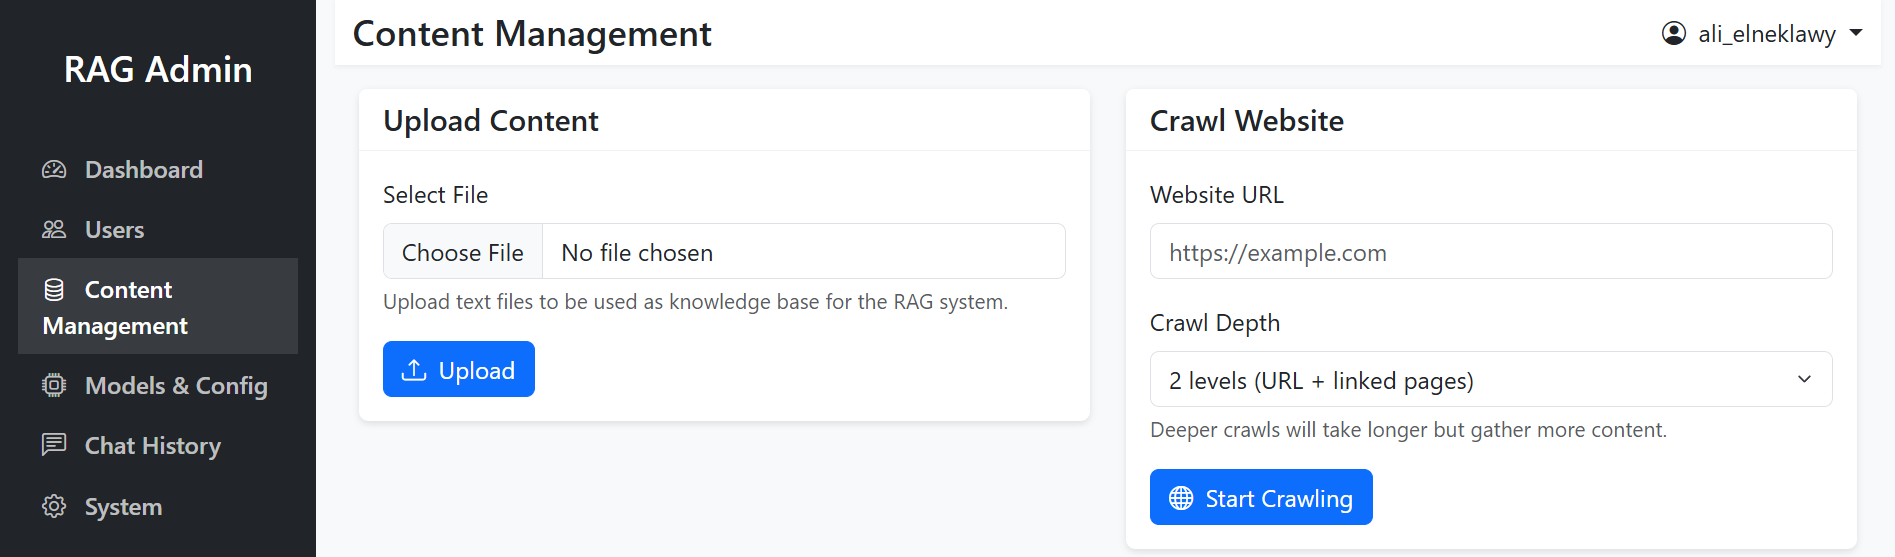 RAG Admin
Dashboard
Users
Content
Management
Models & Config
Chat History
System
Content Management
ali_elneklawy
Upload Content
Select File
Choose File
No file chosen
Upload text files to be used as knowledge base for the RAG system.
Upload
Crawl Website
Website URL
https://example.com
Crawl Depth
2 levels (URL + linked pages)
Deeper crawls will take longer but gather more content.
Start Crawling